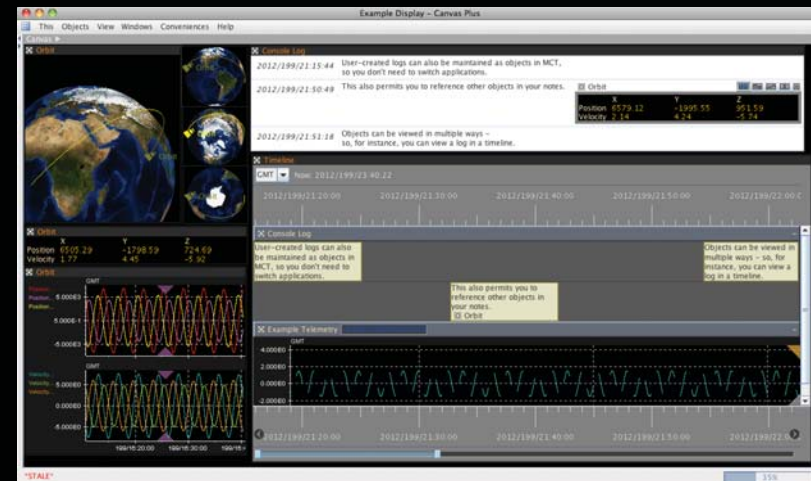 Example Display – Canvas Plus
This Objects View Windows Conveniences Help
Canvas
Orbit
Orbit
Orbit
Orbit
Orbit
X Y Z
Position 6505.29 -1798.59 724.69
Velocity 1.77 4.45 -5.92
Orbit
GMT
Position...
Position...
5.000E3
5.000E-1
-5.000E3
GMT
Velocity...
Velocity...
Velocity...
5.000E0
0.000E0
-5.000E0
199/16:20:00 199/16:30:00
Console Log
2012/199/21:15:44 User-created logs can also be maintained as objects in MCT,
so you don't need to switch applications.
2012/199/21:50:49 This also permits you to reference other objects in your notes.
Orbit
X Y Z
Position 6579.12 -1995.55 951.59
Velocity 2.14 4.24 -5.74
2012/199/21:51:18 Objects can be viewed in multiple ways –
so, for instance, you can view a log in a timeline.
Timeline
GMT Now: 2012/199/23:40:22
2012/199/21:20:00 2012/199/21:30:00 2012/199/21:40:00 2012/199/21:50:00 2012/199/22:00:0
Console Log
User-created logs can also
be maintained as objects in
MCT, so you don't need to
switch applications.
This also permits you to
reference other objects in
your notes.
Orbit
Objects can be viewed in
multiple ways – so, for
instance, you can view a
log in a timeline.
Example Telemetry
GMT
4.000E0
2.000E0
0.000E0
-2.000E0
2012/199/21:20:00 2012/199/21:30:00 2012/199/21:40:00 2012/199/21:50:00
*STALE*
35%